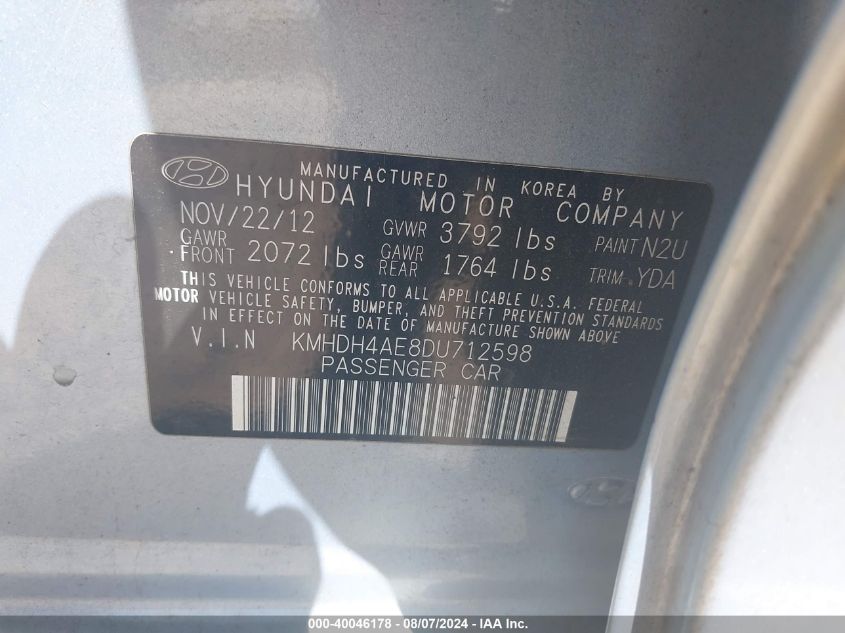 MANUFACTURED IN KOREA BY
HYUNDAI MOTOR COMPANY
NOV/22/12 GVWR 3792 lbs PAINT N2U
GAWR FRONT 2072 lbs GAWR REAR 1764 lbs TRIM YDA
THIS VEHICLE CONFORMS TO ALL APPLICABLE U.S.A. FEDERAL
MOTOR VEHICLE SAFETY, BUMPER, AND THEFT PREVENTION STANDARDS
IN EFFECT ON THE DATE OF MANUFACTURE SHOWN ABOVE
V.I.N KMHDH4AE8DU712598
PASSENGER CAR
000-40046178 - 08/07/2024 - IAA Inc.